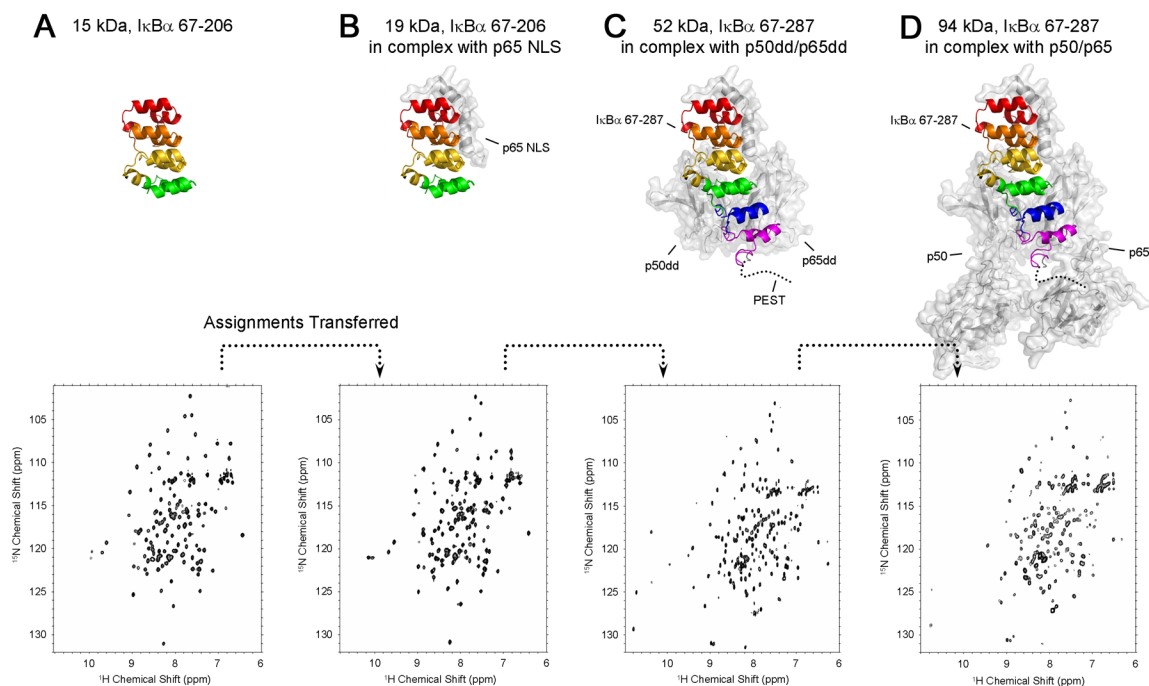 A
15 kDa, IκBα 67-206
B
19 kDa, IκBα 67-206
in complex with p65 NLS
C
52 kDa, IκBα 67-287
in complex with p50dd/p65dd
D
94 kDa, IκBα 67-287
in complex with p50/p65
p65 NLS
IκBα 67-287
p50dd
p65dd
PEST
IκBα 67-287
p50
p65
Assignments Transferred
105
110
115
120
125
130
10
9
8
7
6
¹⁵N Chemical Shift (ppm)
¹H Chemical Shift (ppm)
105
110
115
120
125
130
10
9
8
7
6
¹⁵N Chemical Shift (ppm)
¹H Chemical Shift (ppm)
105
110
115
120
125
130
10
9
8
7
6
¹⁵N Chemical Shift (ppm)
¹H Chemical Shift (ppm)
105
110
115
120
125
130
10
9
8
7
6
¹⁵N Chemical Shift (ppm)
¹H Chemical Shift (ppm)